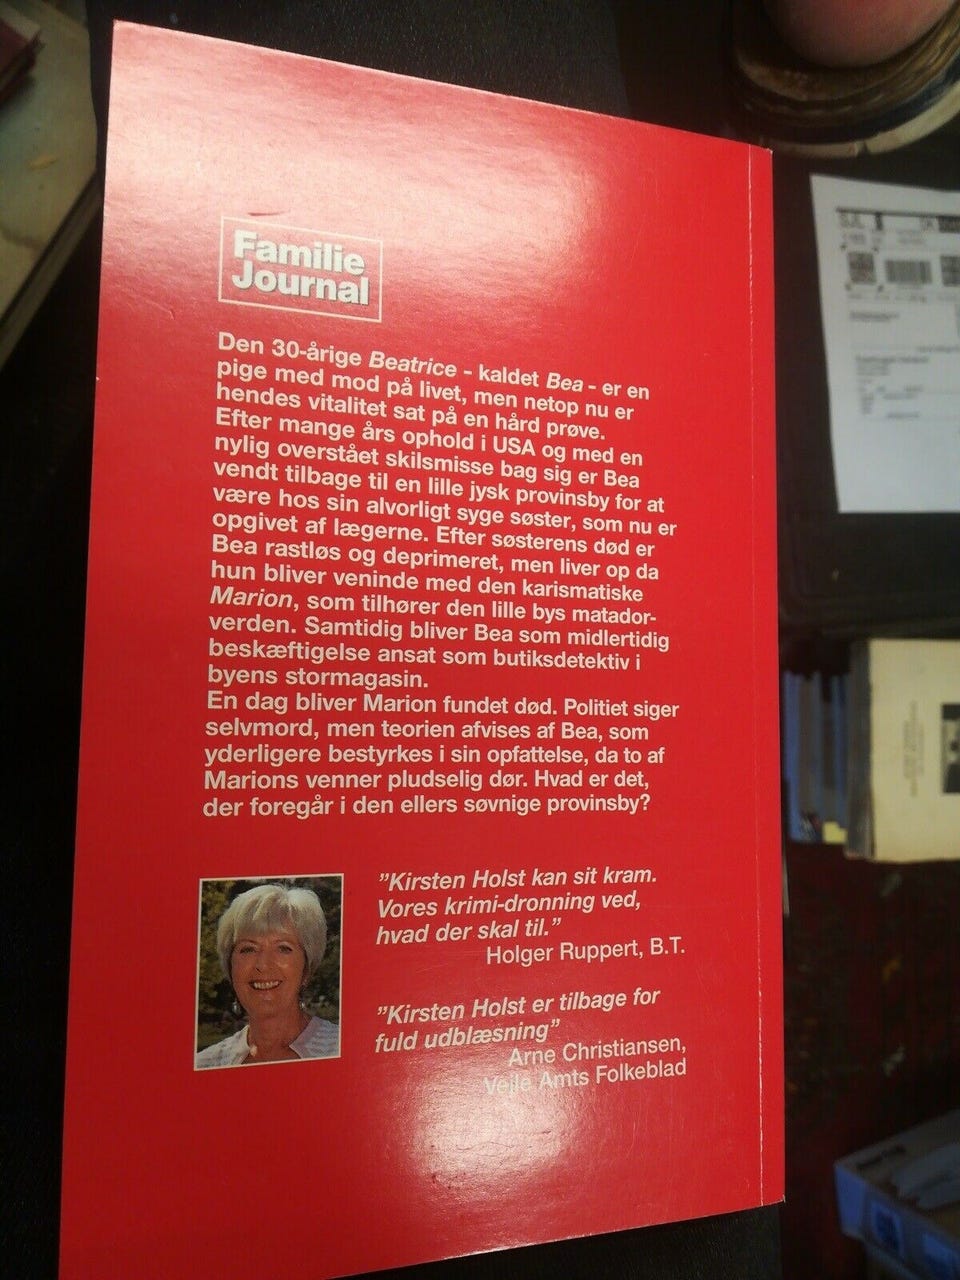 Familie
Journal
Den 30-årige Beatrice - kaldet Bea - er en
pige med mod på livet, men netop nu er
hendes vitalitet sat på en hård prøve.
Efter mange års ophold i USA og med en
nylig overstået skilsmisse bag sig er Bea
vendt tilbage til en lille jysk provinsby for at
være hos sin alvorligt syge søster, som nu er
opgivet af lægerne. Efter søsterens død er
Bea rastløs og deprimeret, men liver op da
hun bliver veninde med den karismatiske
Marion, som tilhører den lille bys matador-
verden. Samtidig bliver Bea som midlertidig
beskæftigelse ansat som butiksdetektiv i
byens stormagasin.
En dag bliver Marion fundet død. Politiet siger
selvmord, men teorien afvises af Bea, som
yderligere bestyrkes i sin opfattelse, da to af
Marions venner pludselig dør. Hvad er det,
der foregår i den ellers søvnige provinsby?
”Kirsten Holst kan sit kram.
Vores krimi-dronning ved,
hvad der skal til.”
Holger Ruppert, B.T.
”Kirsten Holst er tilbage for
fuld udblæsning”
Arne Christiansen,
Vejle Amts Folkeblad